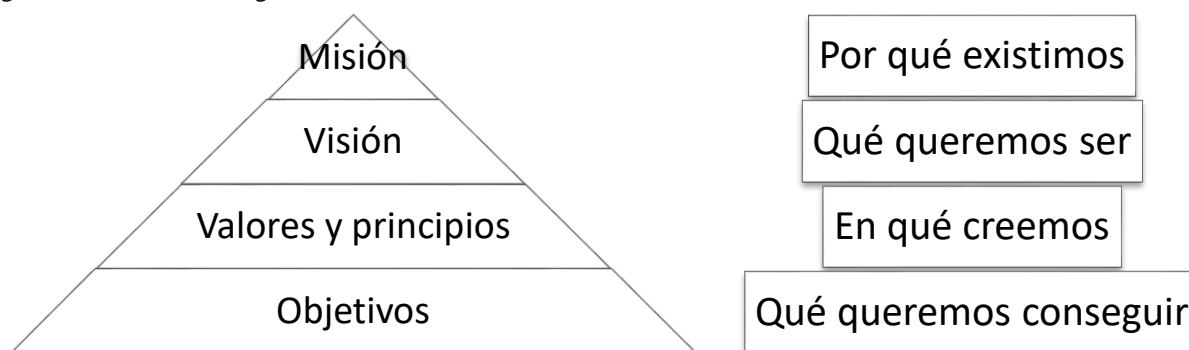 Misión
Por qué existimos
Visión
Qué queremos ser
Valores y principios
En qué creemos
Objetivos
Qué queremos conseguir